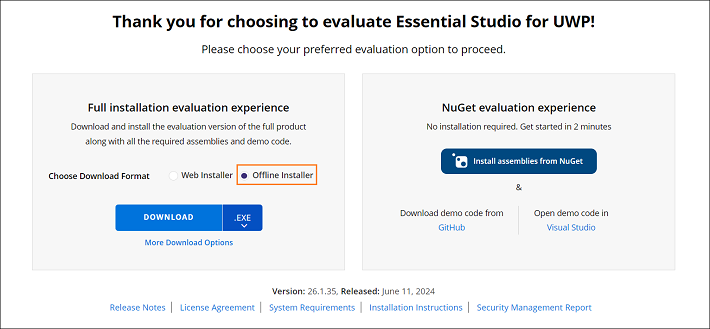 Thank you for choosing to evaluate Essential Studio for UWP!
Please choose your preferred evaluation option to proceed.
Full installation evaluation experience
Download and install the evaluation version of the full product
along with all the required assemblies and demo code.
Choose Download Format Web Installer Offline Installer
DOWNLOAD .EXE
More Download Options
NuGet evaluation experience
No installation required. Get started in 2 minutes
Install assemblies from NuGet
&
Download demo code from
GitHub
Open demo code in
Visual Studio
Version: 26.1.35, Released: June 11, 2024
Release Notes | License Agreement | System Requirements | Installation Instructions | Security Management Report